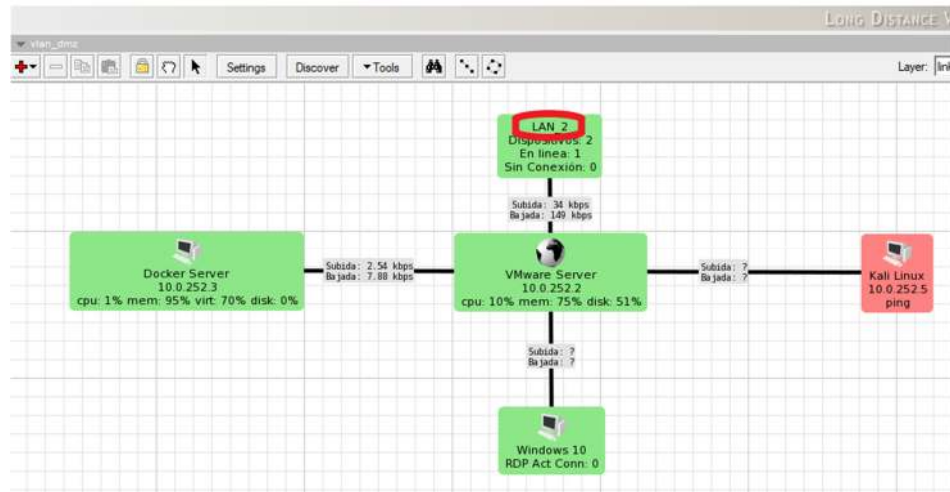 LONG DISTANCE
vlan_dmz
Settings Discover Tools Layer:
LAN_2
Dispositivos: 2
En linea: 1
Sin Conexión: 0
Subida: 34 kbps
Bajada: 149 kbps
Docker Server
10.0.252.3
cpu: 1% mem: 95% virt: 70% disk: 0%
Subida: 2.54 kbps
Bajada: 7.88 kbps
VMware Server
10.0.252.2
cpu: 10% mem: 75% disk: 51%
Subida: ?
Bajada: ?
Kali Linux
10.0.252.5
ping
Subida: ?
Bajada: ?
Windows 10
RDP Act Conn: 0